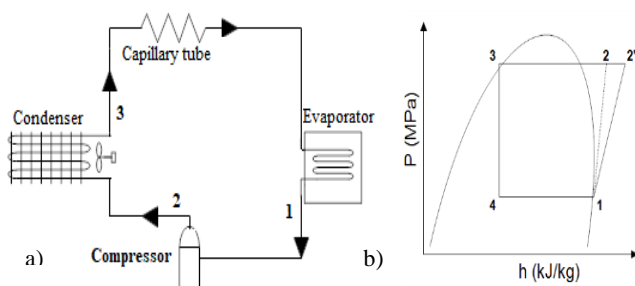 Capillary tube
3
Condenser
Evaporator
2
1
Compressor
a)
b)
P (MPa)
3
2
2'
4
1
h (kJ/kg)